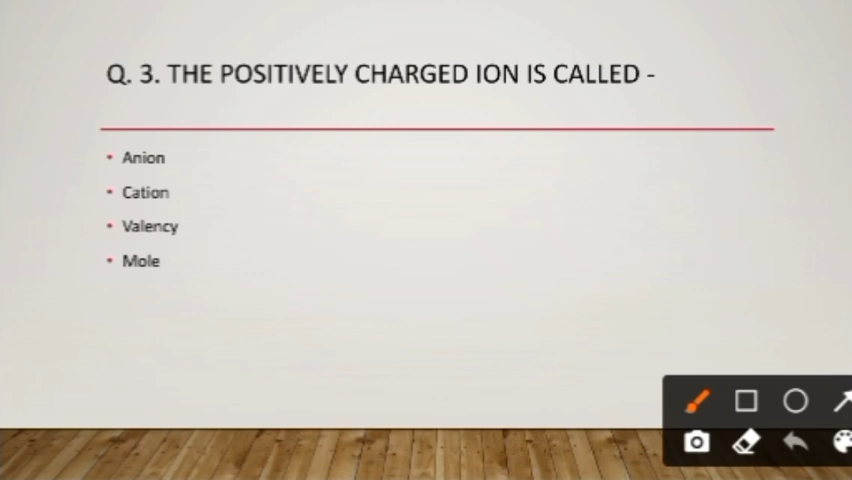 Q. 3. THE POSITIVELY CHARGED ION IS CALLED -
• Anion
• Cation
• Valency
• Mole